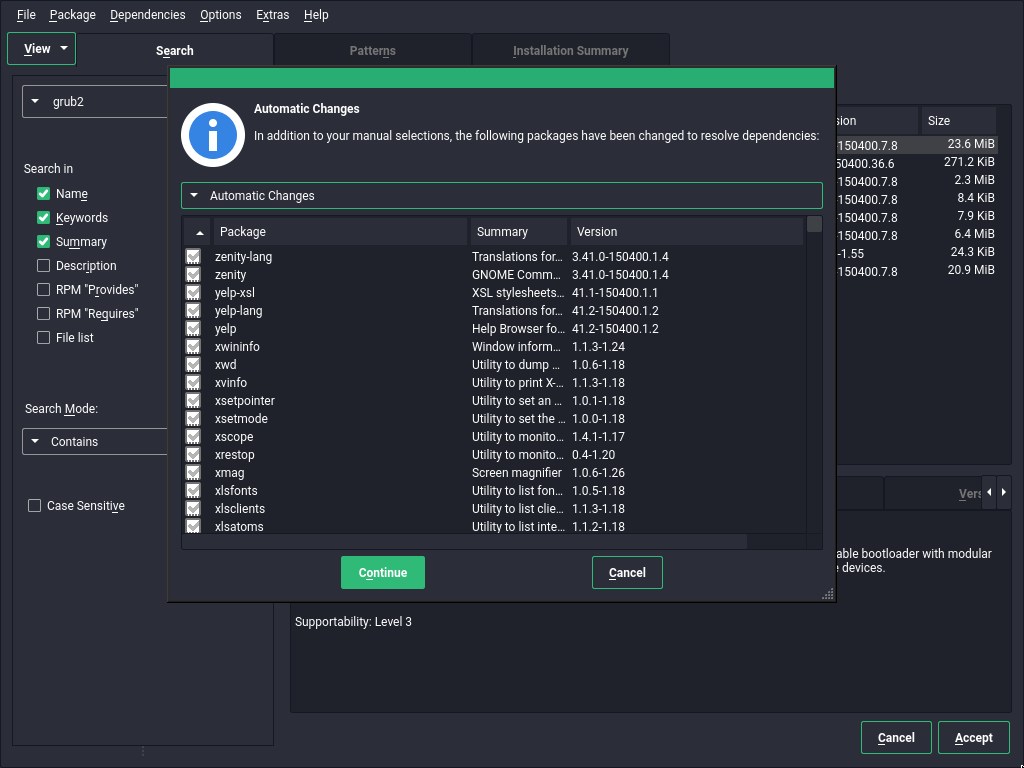 File Package Dependencies Options Extras Help
View Search Patterns Installation Summary
grub2
Search in
Name
Keywords
Summary
Description
RPM "Provides"
RPM "Requires"
File list
Search Mode:
Contains
Case Sensitive
Automatic Changes
In addition to your manual selections, the following packages have been changed to resolve dependencies:
Automatic Changes
Package Summary Version
zenity-lang Translations for... 3.41.0-150400.1.4
zenity GNOME Comm... 3.41.0-150400.1.4
yelp-xsl XSL stylesheets... 41.1-150400.1.1
yelp-lang Translations for... 41.2-150400.1.2
yelp Help Browser fo... 41.2-150400.1.2
xwininfo Window inform... 1.1.3-1.24
xwd Utility to dump ... 1.0.6-1.18
xvinfo Utility to print X-... 1.1.3-1.18
xsetpointer Utility to set an ... 1.0.1-1.18
xsetmode Utility to set the ... 1.0.0-1.18
xscope Utility to monito... 1.4.1-1.17
xrestop Utility to monito... 0.4-1.20
xmag Screen magnifier 1.0.6-1.26
xlsfonts Utility to list fon... 1.0.5-1.18
xlsclients Utility to list clie... 1.1.3-1.18
xlsatoms Utility to list inte... 1.1.2-1.18
Continue Cancel
sion Size
-150400.7.8 23.6 MiB
50400.36.6 271.2 KiB
-150400.7.8 2.3 MiB
-150400.7.8 8.4 KiB
-150400.7.8 7.9 KiB
-150400.7.8 6.4 MiB
-1.55 24.3 KiB
-150400.7.8 20.9 MiB
Vers
able bootloader with modular
e devices.
Supportability: Level 3
Cancel Accept